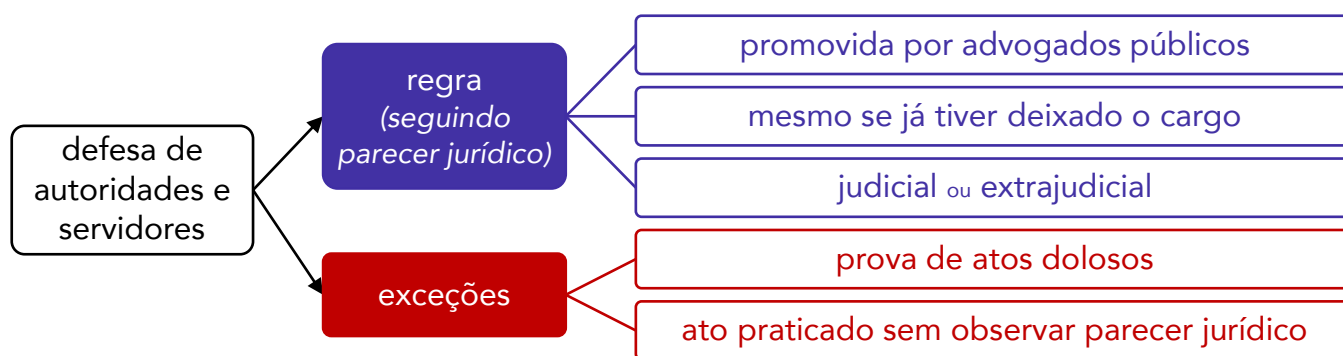 defesa de
autoridades e
servidores
regra
(seguindo
parecer jurídico)
promovida por advogados públicos
mesmo se já tiver deixado o cargo
judicial ou extrajudicial
exceções
prova de atos dolosos
ato praticado sem observar parecer jurídico